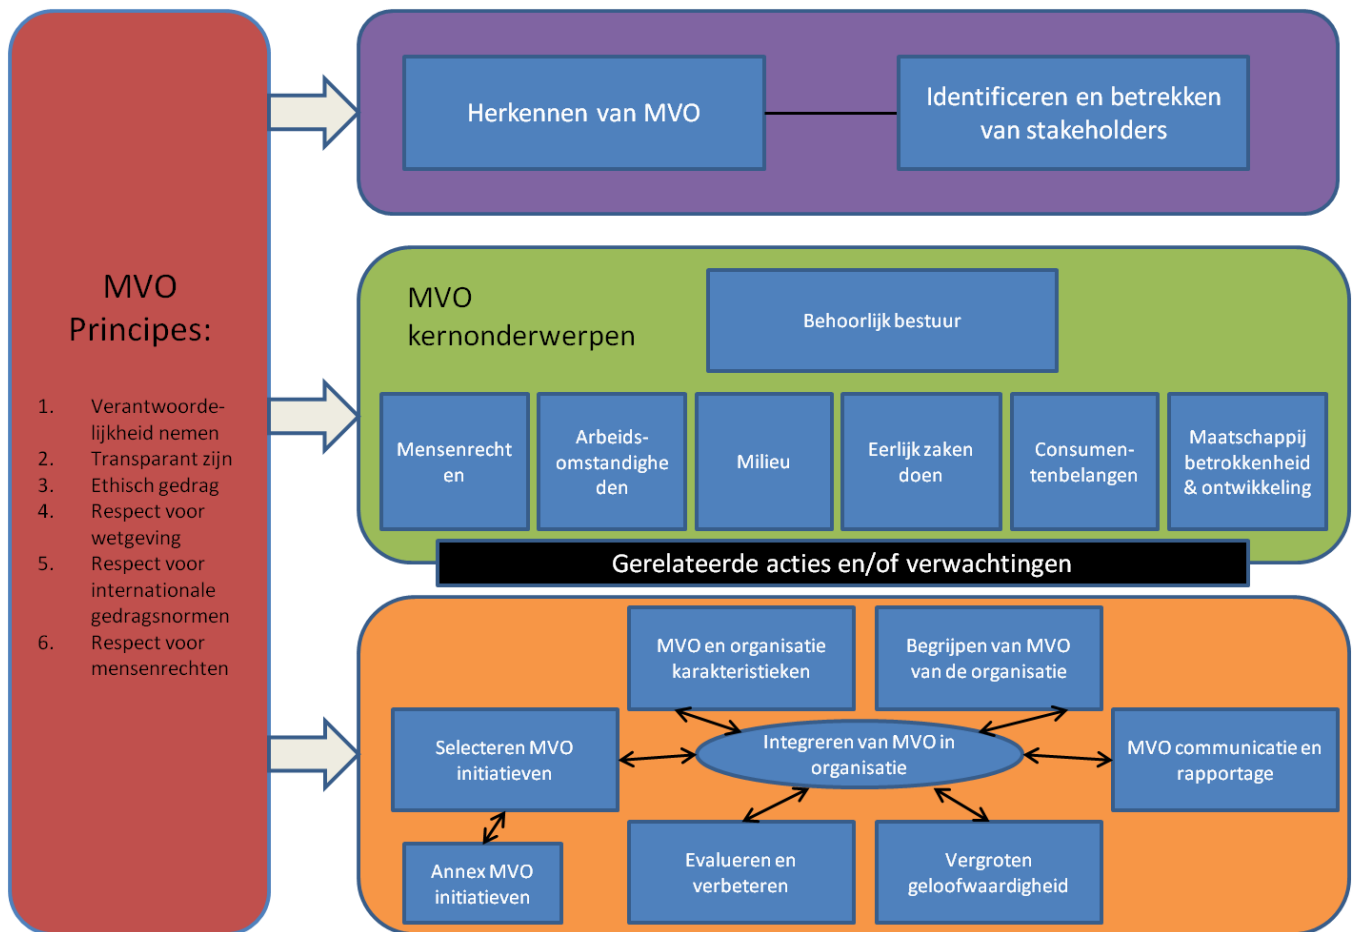 MVO
Principes:
1. Verantwoorde-
lijkheid nemen
2. Transparant zijn
3. Ethisch gedrag
4. Respect voor
wetgeving
5. Respect voor
internationale
gedragsnormen
6. Respect voor
mensenrechten
Herkennen van MVO
Identificeren en betrekken
van stakeholders
MVO
kernonderwerpen
Behoorlijk bestuur
Mensenrecht
en
Arbeids-
omstandighe
den
Milieu
Eerlijk zaken
doen
Consumen-
tenbelangen
Maatschappij
betrokkenheid
& ontwikkeling
Gerelateerde acties en/of verwachtingen
MVO en organisatie
karakteristieken
Begrijpen van MVO
van de organisatie
Selecteren MVO
initiatieven
Integreren van MVO in
organisatie
MVO communicatie en
rapportage
Annex MVO
initiatieven
Evalueren en
verbeteren
Vergroten
geloofwaardigheid